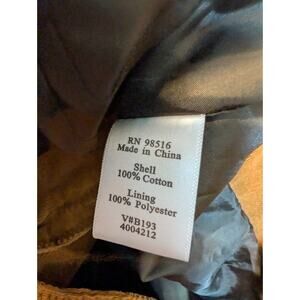 RN 98516
Made in China
Shell
100% Cotton
Lining
100% Polyester
V#B193
4004212